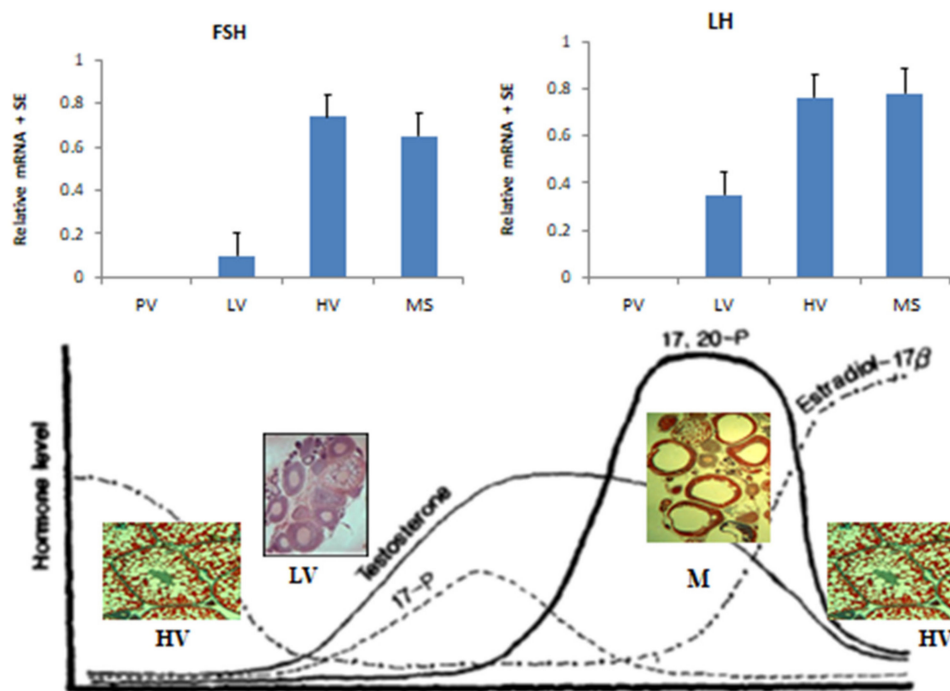 FSH
Relative mRNA + SE
1
0.8
0.6
0.4
0.2
0
PV LV HV MS
LH
Relative mRNA + SE
1
0.8
0.6
0.4
0.2
0
PV LV HV MS
Hormone level
17, 20-P
Estradiol-17β
Testosterone
17-P
HV
LV
M
HV